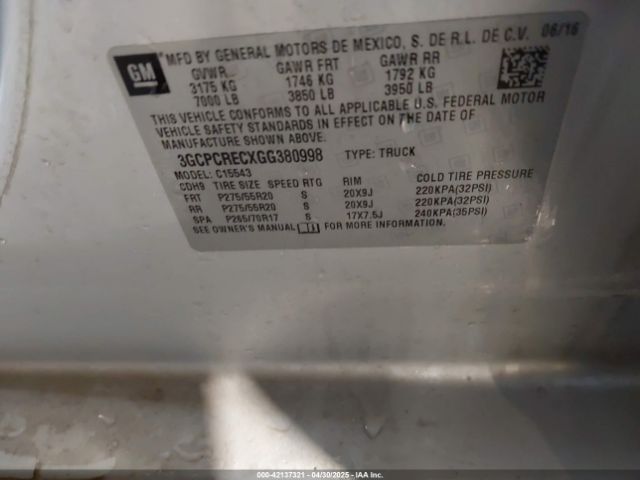 GM
MFD BY GENERAL MOTORS DE MEXICO, S. DE R.L. DE C.V. 06/16
GVWR GAWR FRT GAWR RR
3175 KG 1746 KG 1792 KG
7000 LB 3850 LB 3950 LB
THIS VEHICLE CONFORMS TO ALL APPLICABLE U.S. FEDERAL MOTOR
VEHICLE SAFETY STANDARDS IN EFFECT ON THE DATE OF
MANUFACTURE SHOWN ABOVE.
3GCPCRECXGG380998 TYPE: TRUCK
MODEL: C15543
CDH9 TIRE SIZE SPEED RTG RIM COLD TIRE PRESSURE
FRT P275/55R20 S 20X9J 220KPA(32PSI)
RR P275/55R20 S 20X9J 220KPA(32PSI)
SPA P265/70R17 S 17X7.5J 240KPA(35PSI)
SEE OWNER'S MANUAL FOR MORE INFORMATION.
000-42137321 - 04/30/2025 - IAA Inc.